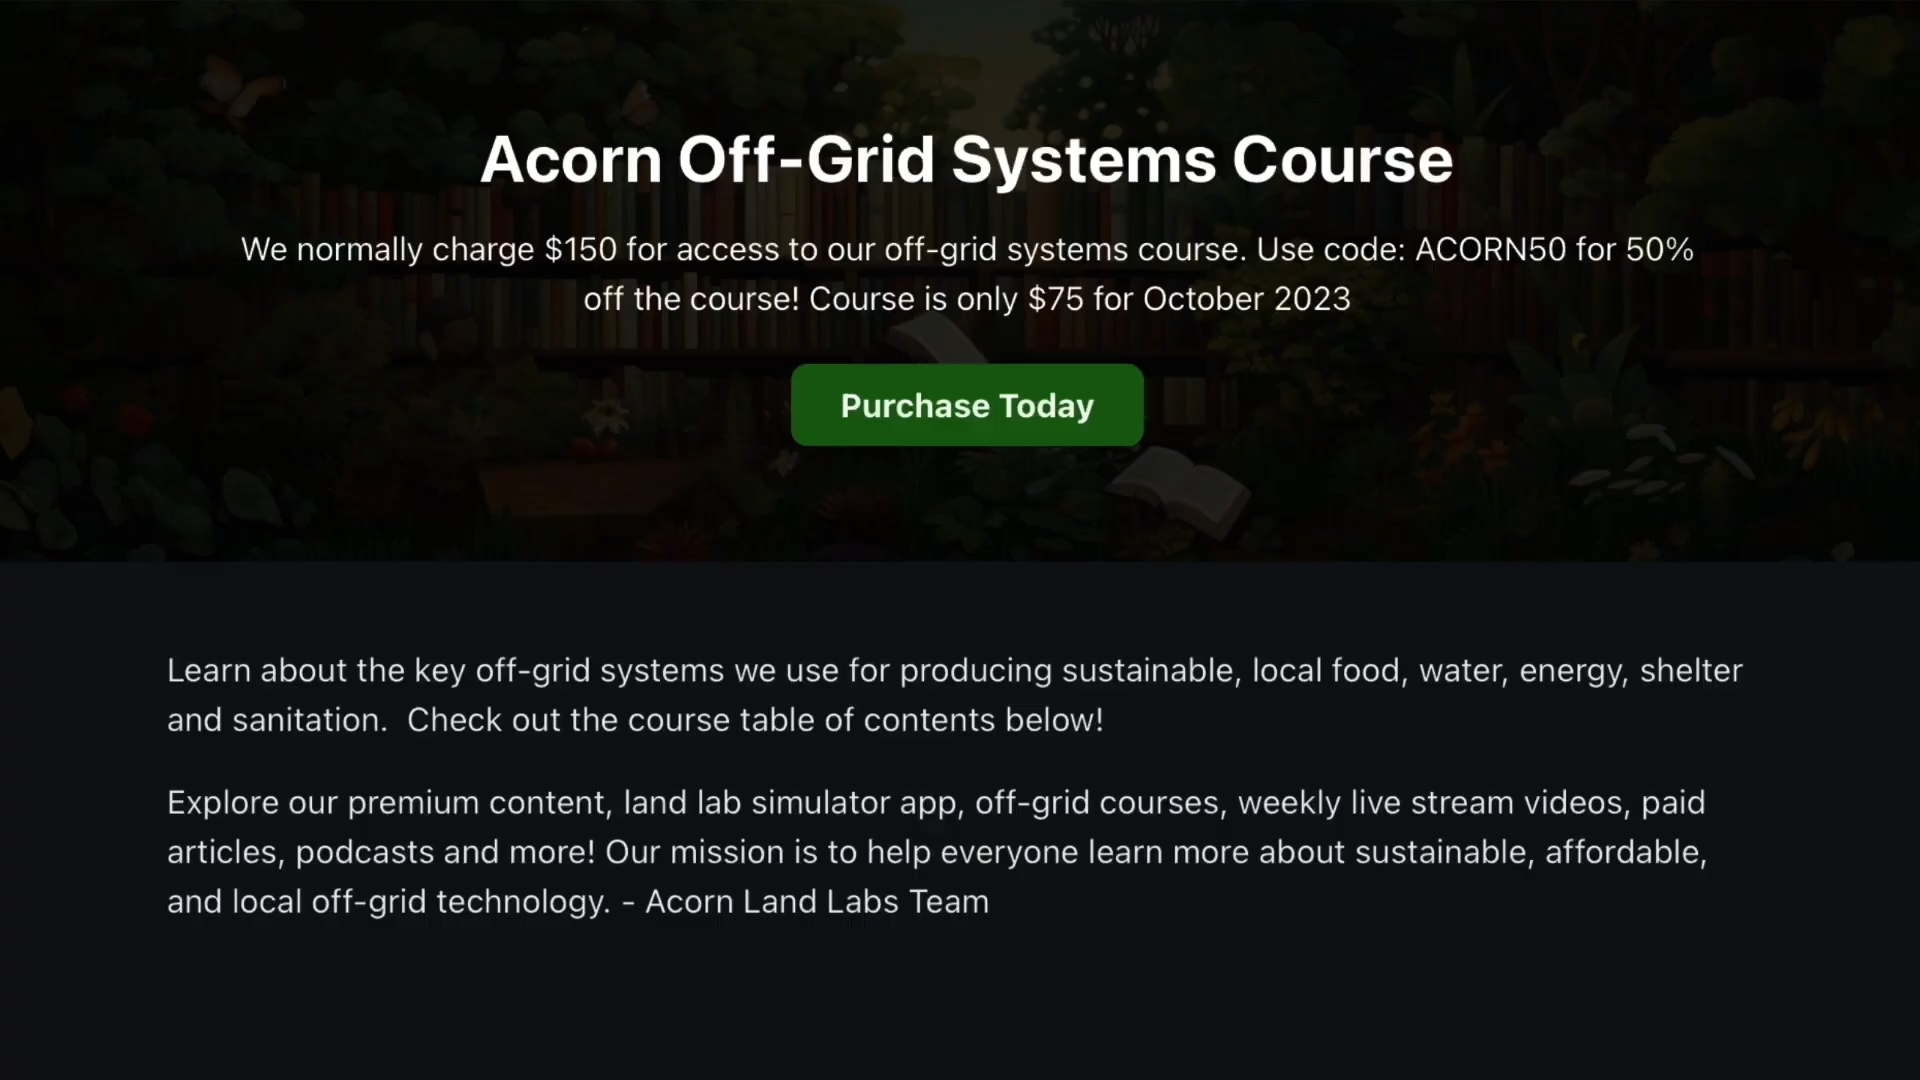 Acorn Off-Grid Systems Course
We normally charge $150 for access to our off-grid systems course. Use code: ACORN50 for 50%
off the course! Course is only $75 for October 2023
Purchase Today
Learn about the key off-grid systems we use for producing sustainable, local food, water, energy, shelter
and sanitation.  Check out the course table of contents below!
Explore our premium content, land lab simulator app, off-grid courses, weekly live stream videos, paid
articles, podcasts and more! Our mission is to help everyone learn more about sustainable, affordable,
and local off-grid technology. - Acorn Land Labs Team